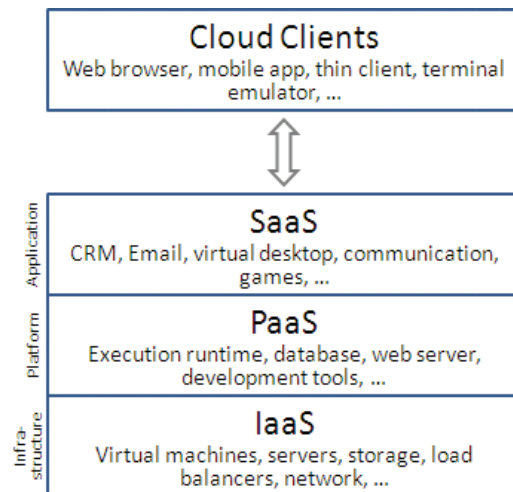 Cloud Clients
Web browser, mobile app, thin client, terminal
emulator, ...
Application
SaaS
CRM, Email, virtual desktop, communication,
games, ...
Platform
PaaS
Execution runtime, database, web server,
development tools, ...
Infra-
structure
IaaS
Virtual machines, servers, storage, load
balancers, network, ...